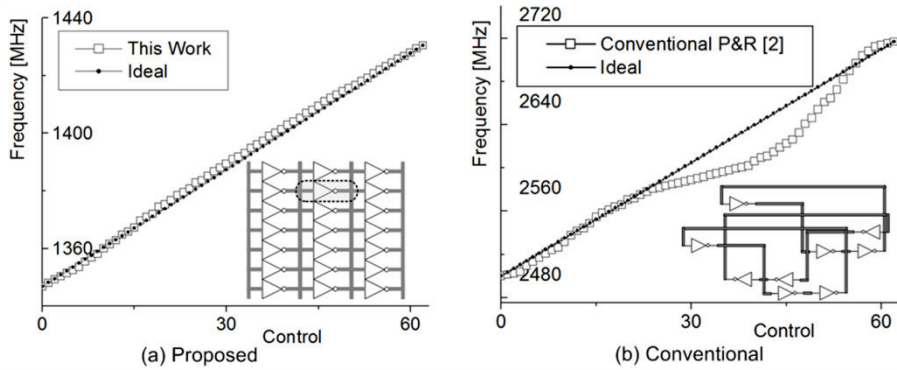 1440
Frequency [MHz]
This Work
Ideal
1400
1360
0
30
60
Control
(a) Proposed
2720
Frequency [MHz]
Conventional P&R [2]
Ideal
2640
2560
2480
0
30
60
Control
(b) Conventional